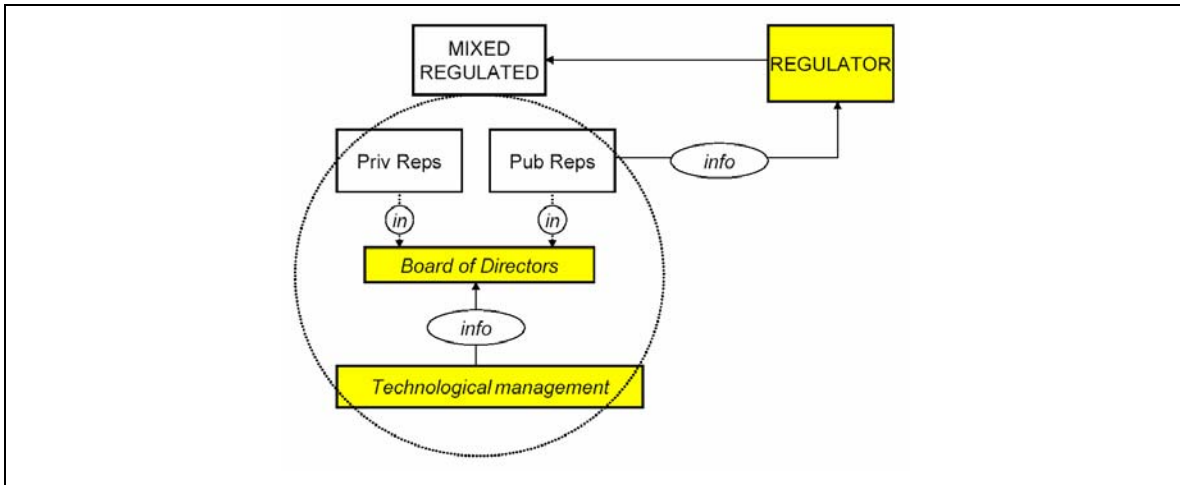 MIXED
REGULATED
REGULATOR
Priv Reps
Pub Reps
info
in
in
Board of Directors
info
Technological management